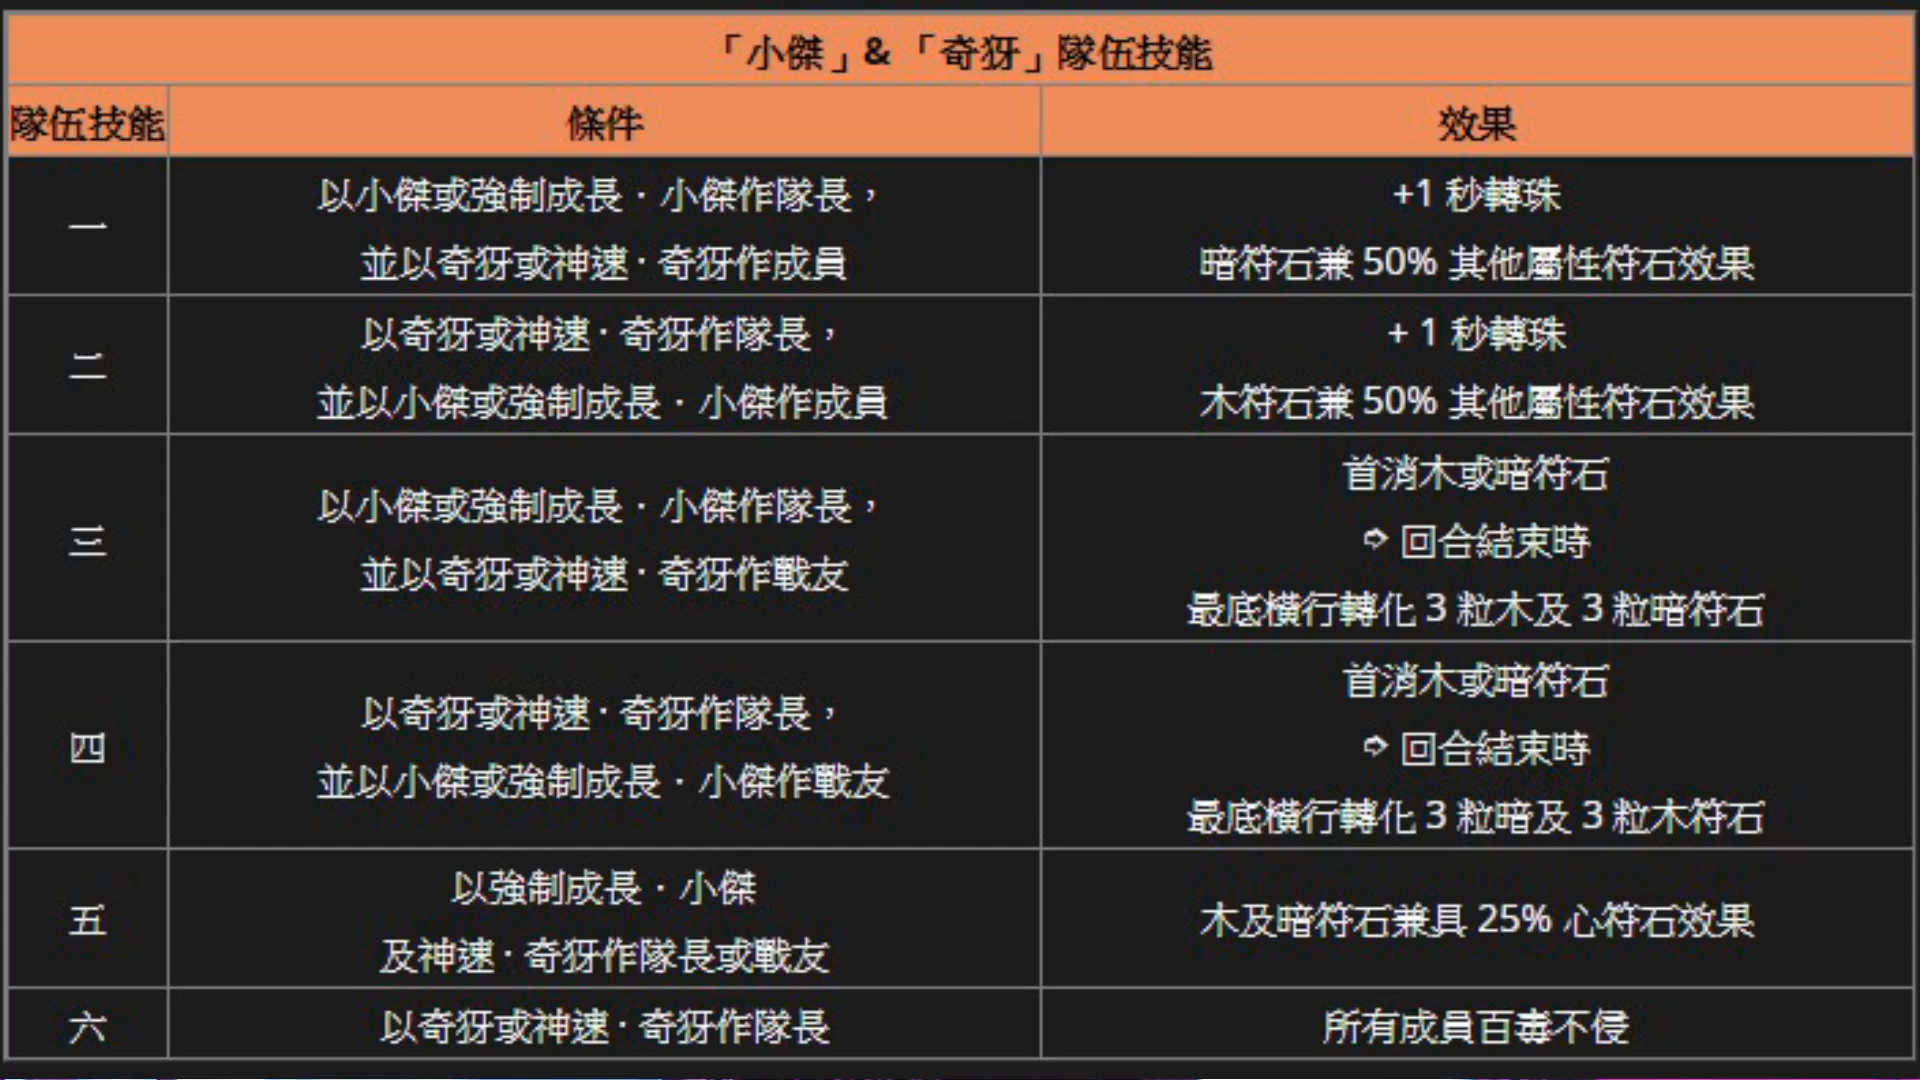 「小傑」&「奇犽」隊伍技能
隊伍技能
條件
效果
一
以小傑或強制成長．小傑作隊長，
並以奇犽或神速．奇犽作成員
+1 秒轉珠
暗符石兼 50% 其他屬性符石效果
二
以奇犽或神速．奇犽作隊長，
並以小傑或強制成長．小傑作成員
+ 1 秒轉珠
木符石兼 50% 其他屬性符石效果
三
以小傑或強制成長．小傑作隊長，
並以奇犽或神速．奇犽作戰友
首消木或暗符石
➩ 回合結束時
最底橫行轉化 3 粒木及 3 粒暗符石
四
以奇犽或神速．奇犽作隊長，
並以小傑或強制成長．小傑作戰友
首消木或暗符石
➩ 回合結束時
最底橫行轉化 3 粒暗及 3 粒木符石
五
以強制成長．小傑
及神速．奇犽作隊長或戰友
木及暗符石兼具 25% 心符石效果
六
以奇犽或神速．奇犽作隊長
所有成員百毒不侵